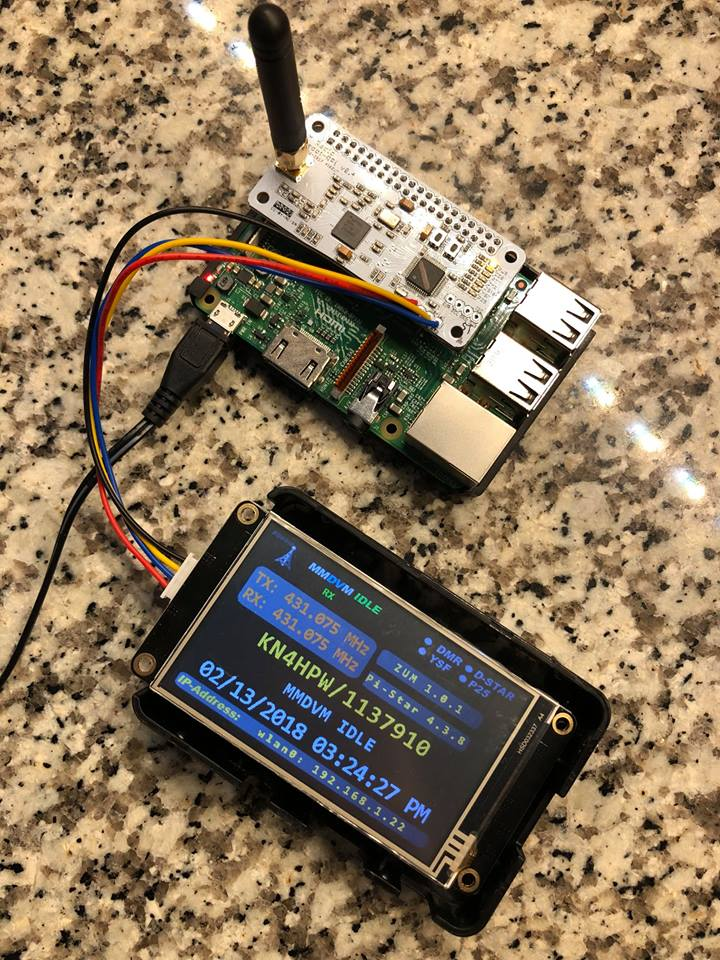 HDMI
MMDVM IDLE
RX
TX: 431.075 MHz
RX: 431.075 MHz
DMR D-STAR
YSF P25
ZUM 1.0.1
Pi-Star 4.3.8
KN4HPW/1137910
MMDVM IDLE
02/13/2018 03:24:27 PM
IP-Address:
wlan0: 192.168.1.22